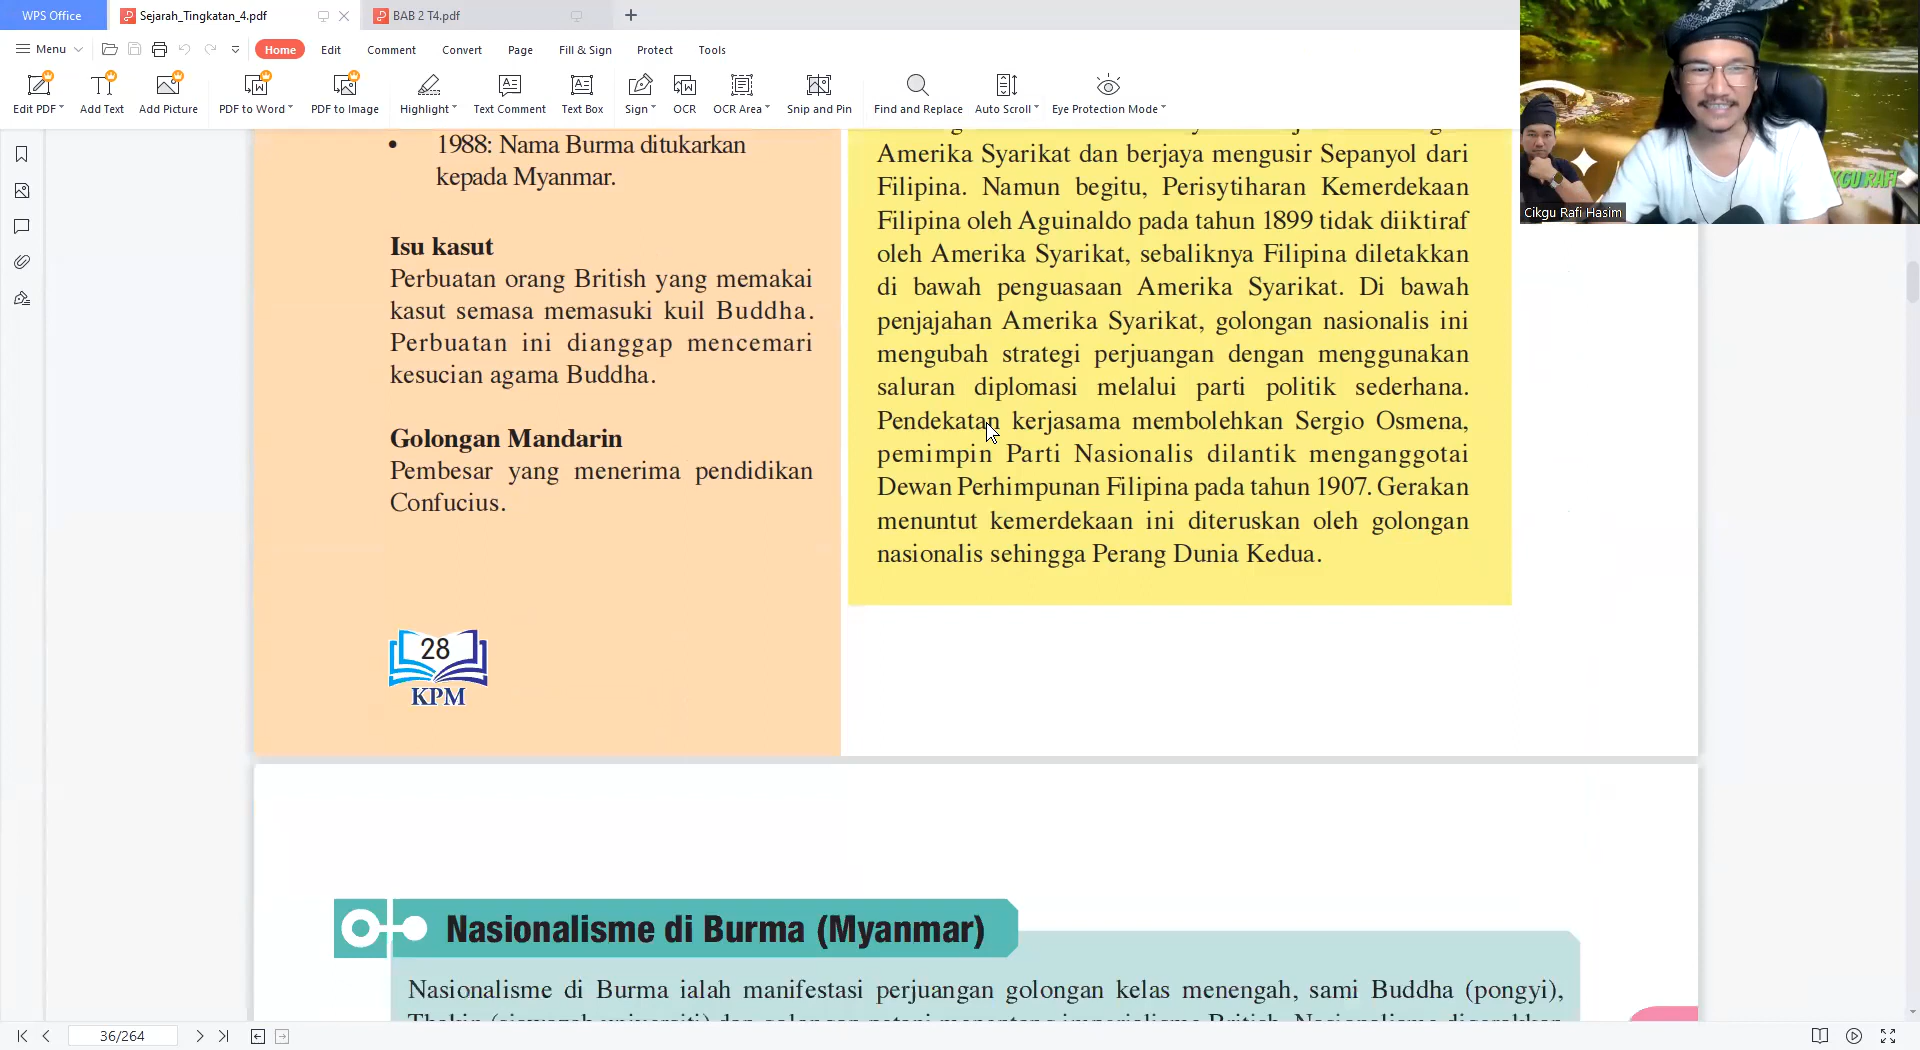 WPS Office
Sejarah_Tingkatan_4.pdf
BAB 2 T4.pdf
Menu
Home
Edit
Comment
Convert
Page
Fill & Sign
Protect
Tools
Edit PDF
Add Text
Add Picture
PDF to Word
PDF to Image
Highlight
Text Comment
Text Box
Sign
OCR
OCR Area
Snip and Pin
Find and Replace
Auto Scroll
Eye Protection Mode
Cikgu Rafi Hasim
• 1988: Nama Burma ditukarkan
kepada Myanmar.
Isu kasut
Perbuatan orang British yang memakai
kasut semasa memasuki kuil Buddha.
Perbuatan ini dianggap mencemari
kesucian agama Buddha.
Golongan Mandarin
Pembesar yang menerima pendidikan
Confucius.
28
KPM
Amerika Syarikat dan berjaya mengusir Sepanyol dari
Filipina. Namun begitu, Perisytiharan Kemerdekaan
Filipina oleh Aguinaldo pada tahun 1899 tidak diiktiraf
oleh Amerika Syarikat, sebaliknya Filipina diletakkan
di bawah penguasaan Amerika Syarikat. Di bawah
penjajahan Amerika Syarikat, golongan nasionalis ini
mengubah strategi perjuangan dengan menggunakan
saluran diplomasi melalui parti politik sederhana.
Pendekatan kerjasama membolehkan Sergio Osmena,
pemimpin Parti Nasionalis dilantik menganggotai
Dewan Perhimpunan Filipina pada tahun 1907. Gerakan
menuntut kemerdekaan ini diteruskan oleh golongan
nasionalis sehingga Perang Dunia Kedua.
Nasionalisme di Burma (Myanmar)
Nasionalisme di Burma ialah manifestasi perjuangan golongan kelas menengah, sami Buddha (pongyi),
36/264